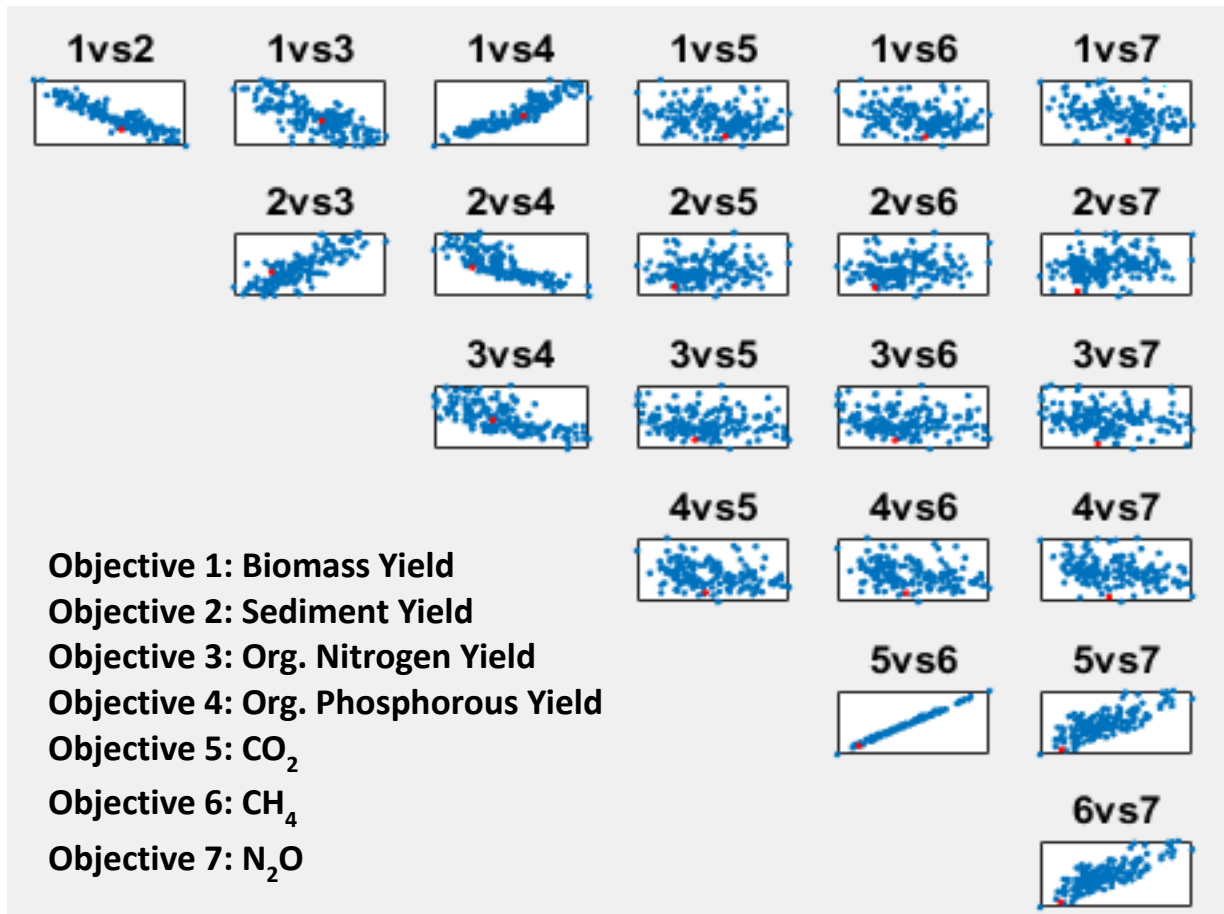 1vs2 1vs3 1vs4 1vs5 1vs6 1vs7
2vs3 2vs4 2vs5 2vs6 2vs7
3vs4 3vs5 3vs6 3vs7
4vs5 4vs6 4vs7
5vs6 5vs7
6vs7
Objective 1: Biomass Yield
Objective 2: Sediment Yield
Objective 3: Org. Nitrogen Yield
Objective 4: Org. Phosphorous Yield
Objective 5: CO₂
Objective 6: CH₄
Objective 7: N₂O